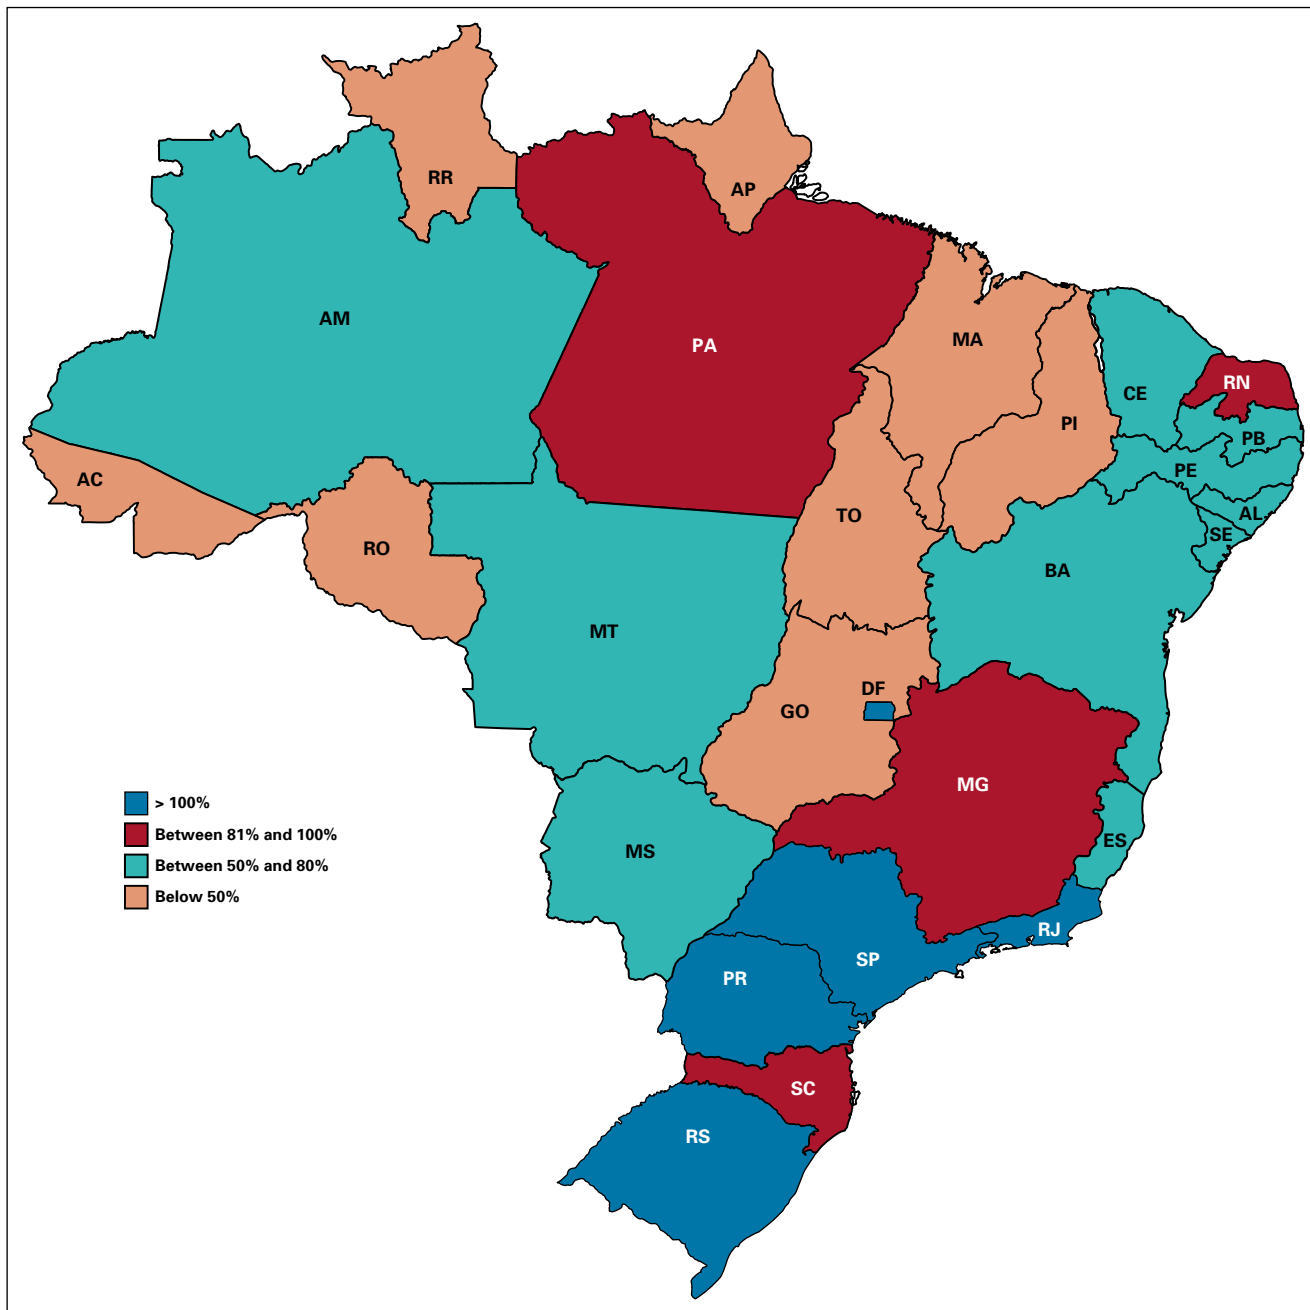 RR
AP
AM
PA
MA
CE
RN
PI
PB
PE
AC
AL
TO
SE
RO
BA
MT
DF
GO
MG
> 100%
Between 81% and 100%
Between 50% and 80%
Below 50%
MS
ES
RJ
SP
PR
SC
RS